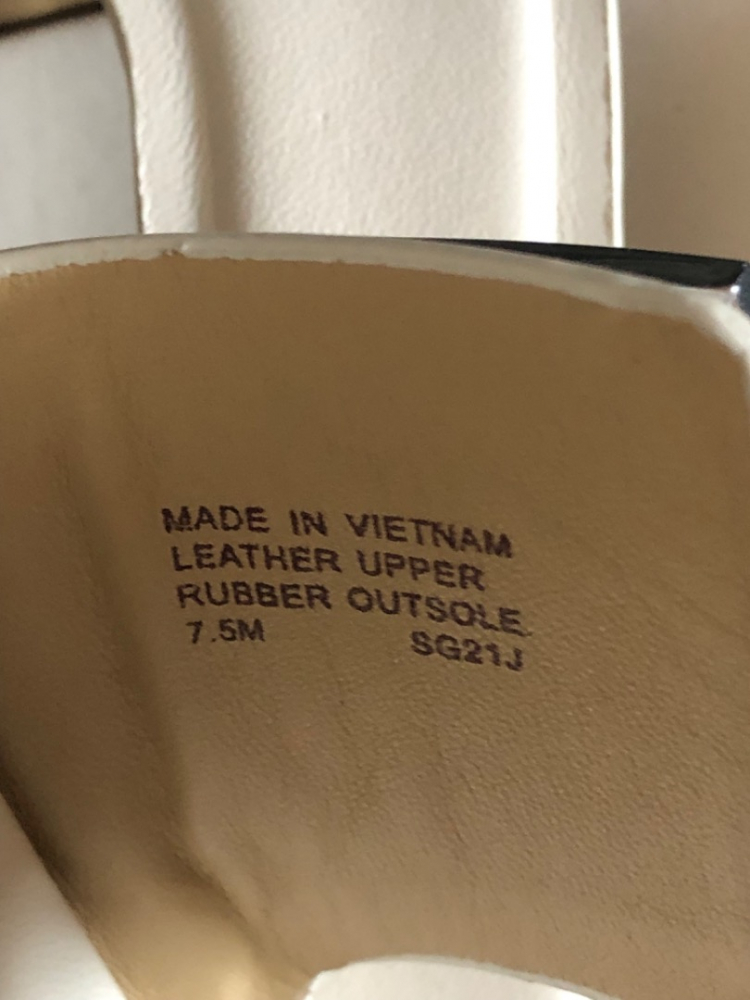 MADE IN VIETNAM
LEATHER UPPER
RUBBER OUTSOLE
7.5M SG21J